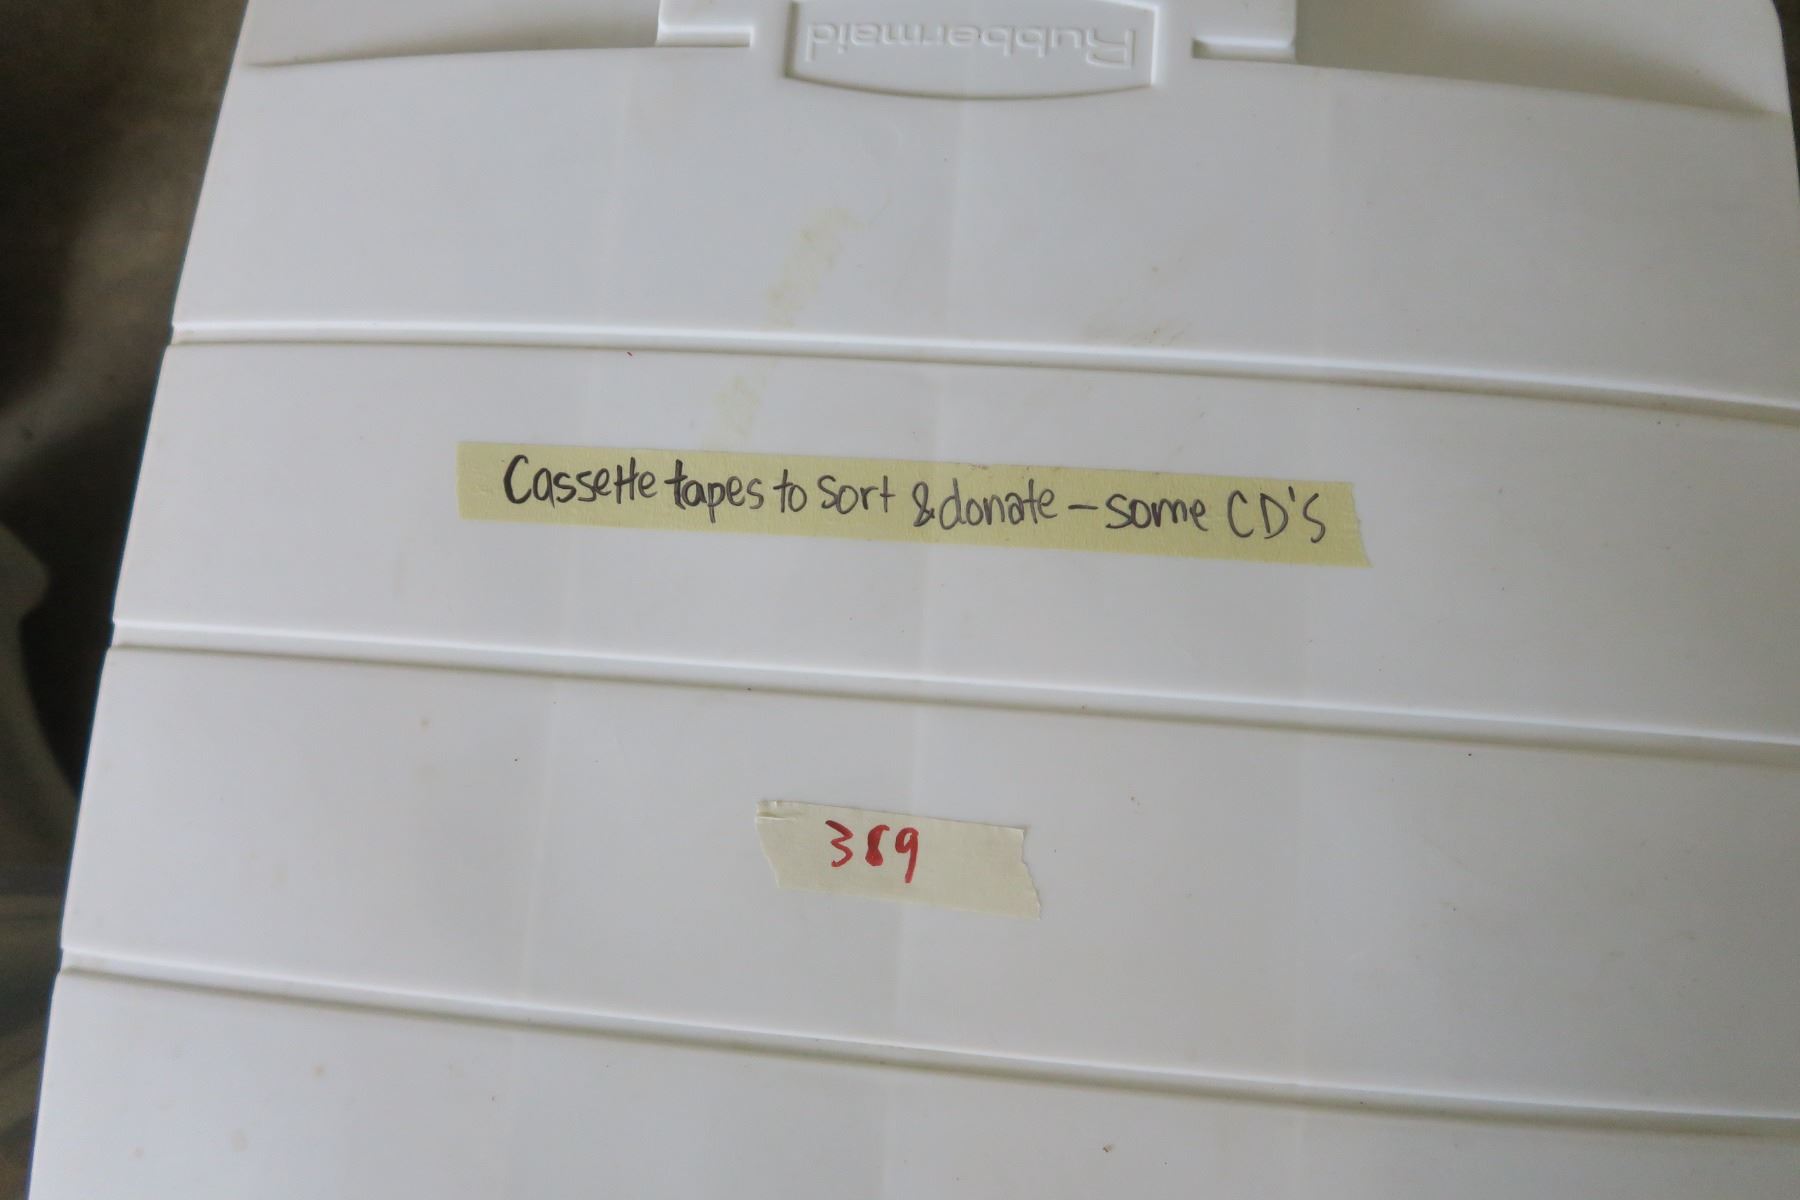 Rubbermaid
Cassette tapes to sort & donate - some CD's
389